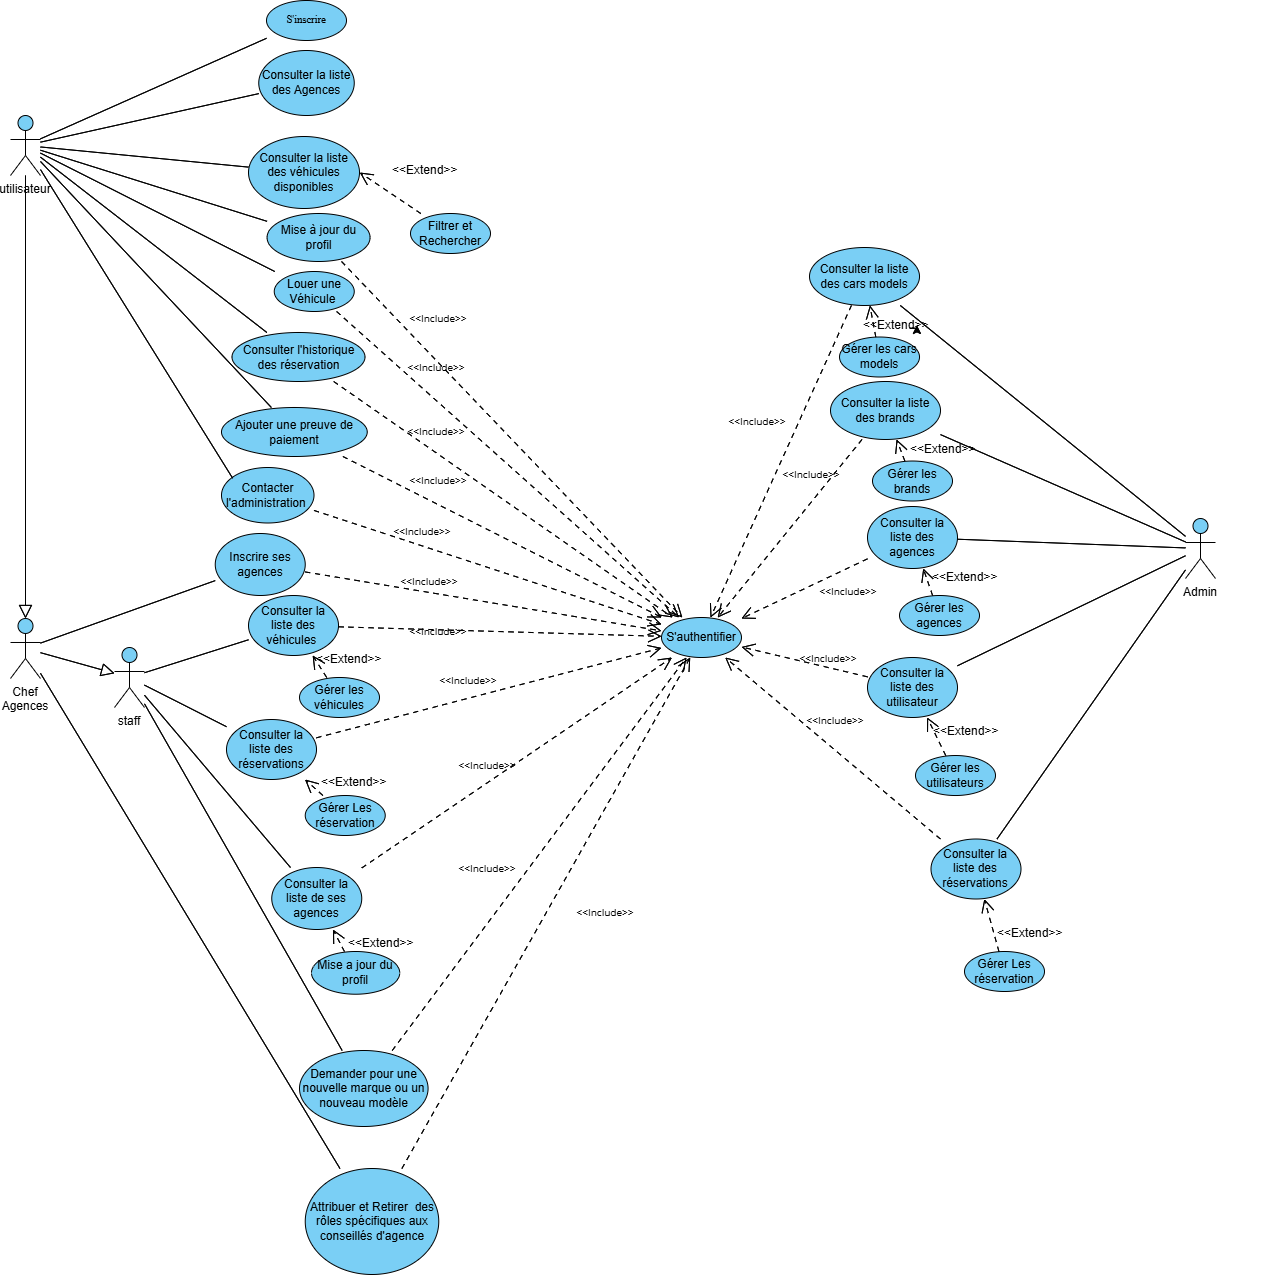 S'inscrire
Consulter la liste
des Agences
utilisateur
Consulter la liste
des véhicules
disponibles
<<Extend>>
Filtrer et
Rechercher
Mise à jour du
profil
Louer une
Véhicule
<<Include>>
Consulter l'historique
des réservation
<<Include>>
Ajouter une preuve de
paiement
<<Include>>
Contacter
l'administration
<<Include>>
<<Include>>
Inscrire ses
agences
<<Include>>
Consulter la
liste des
véhicules
<<Include>>
<<Extend>>
Gérer les
véhicules
Chef
Agences
staff
Consulter la
liste des
réservations
<<Include>>
<<Extend>>
Gérer Les
réservation
<<Include>>
Consulter la
liste de ses
agences
<<Extend>>
Mise a jour du
profil
<<Include>>
<<Include>>
Demander pour une
nouvelle marque ou un
nouveau modèle
Attribuer et Retirer des
rôles spécifiques aux
conseillés d'agence
S'authentifier
Consulter la liste
des cars models
<<Extend>>
Gérer les cars
models
<<Include>>
Consulter la liste
des brands
<<Extend>>
Gérer les
brands
<<Include>>
Consulter la
liste des
agences
<<Extend>>
Gérer les
agences
<<Include>>
Admin
<<Include>>
Consulter la
liste des
utilisateur
<<Extend>>
Gérer les
utilisateurs
<<Include>>
Consulter la
liste des
réservations
<<Extend>>
Gérer Les
réservation